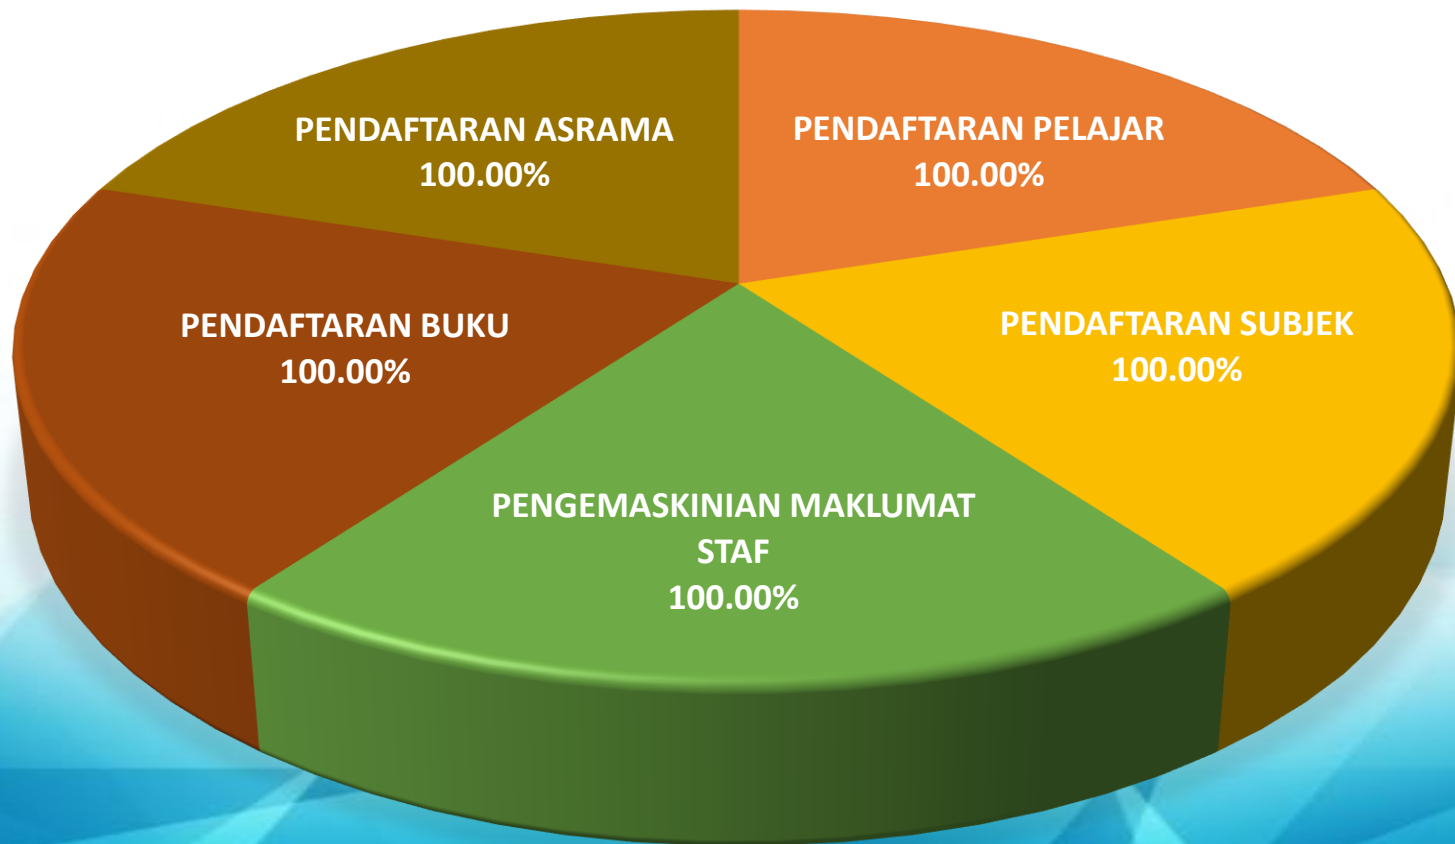 PENDAFTARAN ASRAMA
100.00%
PENDAFTARAN PELAJAR
100.00%
PENDAFTARAN BUKU
100.00%
PENDAFTARAN SUBJEK
100.00%
PENGEMASKINIAN MAKLUMAT
STAF
100.00%